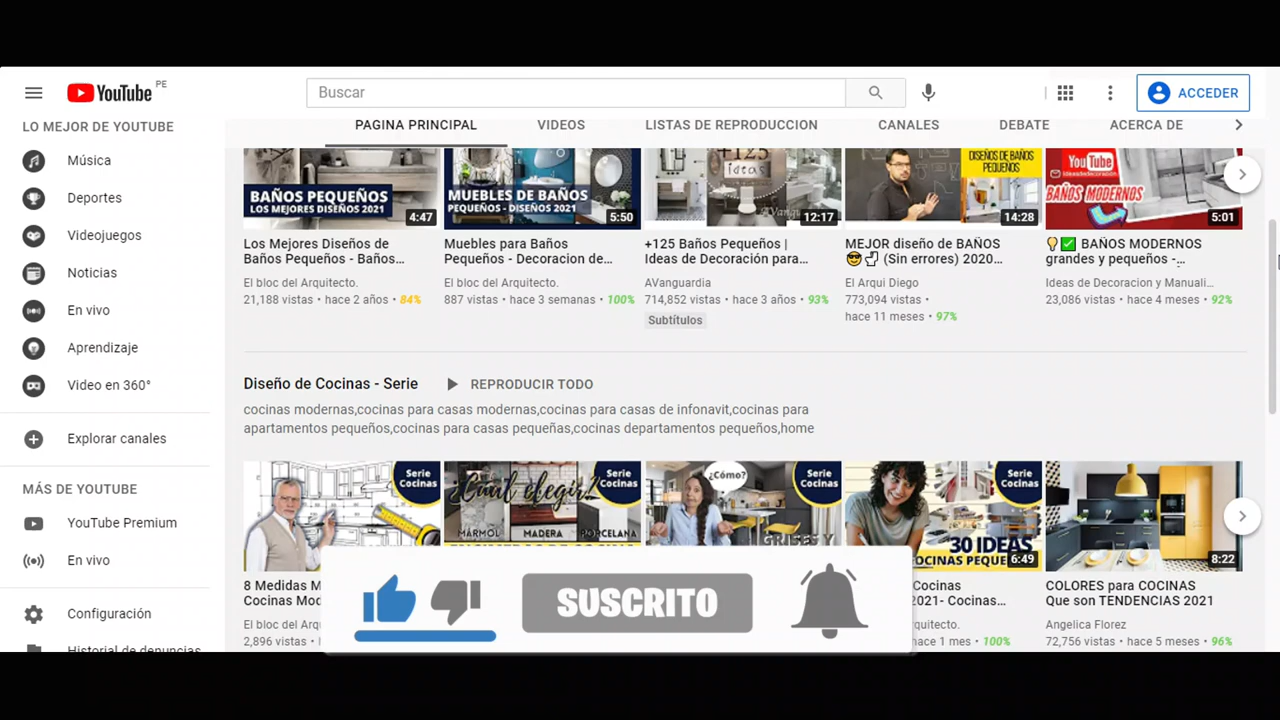 YouTube PE
Buscar
ACCEDER
LO MEJOR DE YOUTUBE
Música
Deportes
Videojuegos
Noticias
En vivo
Aprendizaje
Video en 360°
Explorar canales
MÁS DE YOUTUBE
YouTube Premium
En vivo
Configuración
Historial de denuncias
PAGINA PRINCIPAL
VIDEOS
LISTAS DE REPRODUCCION
CANALES
DEBATE
ACERCA DE
BAÑOS PEQUEÑOS
LOS MEJORES DISEÑOS 2021
4:47
Los Mejores Diseños de
Baños Pequeños - Baños...
El bloc del Arquitecto.
21,188 vistas • hace 2 años • 84%
MUEBLES DE BAÑOS
PEQUEÑOS - DISEÑOS 2021
5:50
Muebles para Baños
Pequeños - Decoracion de...
El bloc del Arquitecto.
887 vistas • hace 3 semanas • 100%
+125
ideas
12:17
+125 Baños Pequeños |
Ideas de Decoración para...
AVanguardia
714,852 vistas • hace 3 años • 93%
Subtítulos
DISEÑOS DE BAÑOS
PEQUEÑOS
14:28
MEJOR diseño de BAÑOS
😎🚽 (Sin errores) 2020...
El Arqui Diego
773,094 vistas •
hace 11 meses • 97%
YouTube
Ideasdedecoración
BAÑOS MODERNOS
5:01
💡✅ BAÑOS MODERNOS
grandes y pequeños -...
Ideas de Decoracion y Manuali...
23,086 vistas • hace 4 meses • 92%
Diseño de Cocinas - Serie
REPRODUCIR TODO
cocinas modernas,cocinas para casas modernas,cocinas para casas de infonavit,cocinas para
apartamentos pequeños,cocinas para casas pequeñas,cocinas departamentos pequeños,home
Serie
Cocinas
8 Medidas M
Cocinas Mod
El bloc del Ar
2,896 vistas •
¿Cuál elegir?
Serie
Cocinas
MÁRMOL
MADERA
PORCELANA
¿Cómo?
Serie
Cocinas
GRISES Y
Serie
Cocinas
30 IDEAS
COCINAS PEQUE
6:49
Cocinas
2021- Cocinas...
rquitecto.
hace 1 mes • 100%
8:22
COLORES para COCINAS
Que son TENDENCIAS 2021
Angelica Florez
72,756 vistas • hace 5 meses • 96%
SUSCRITO